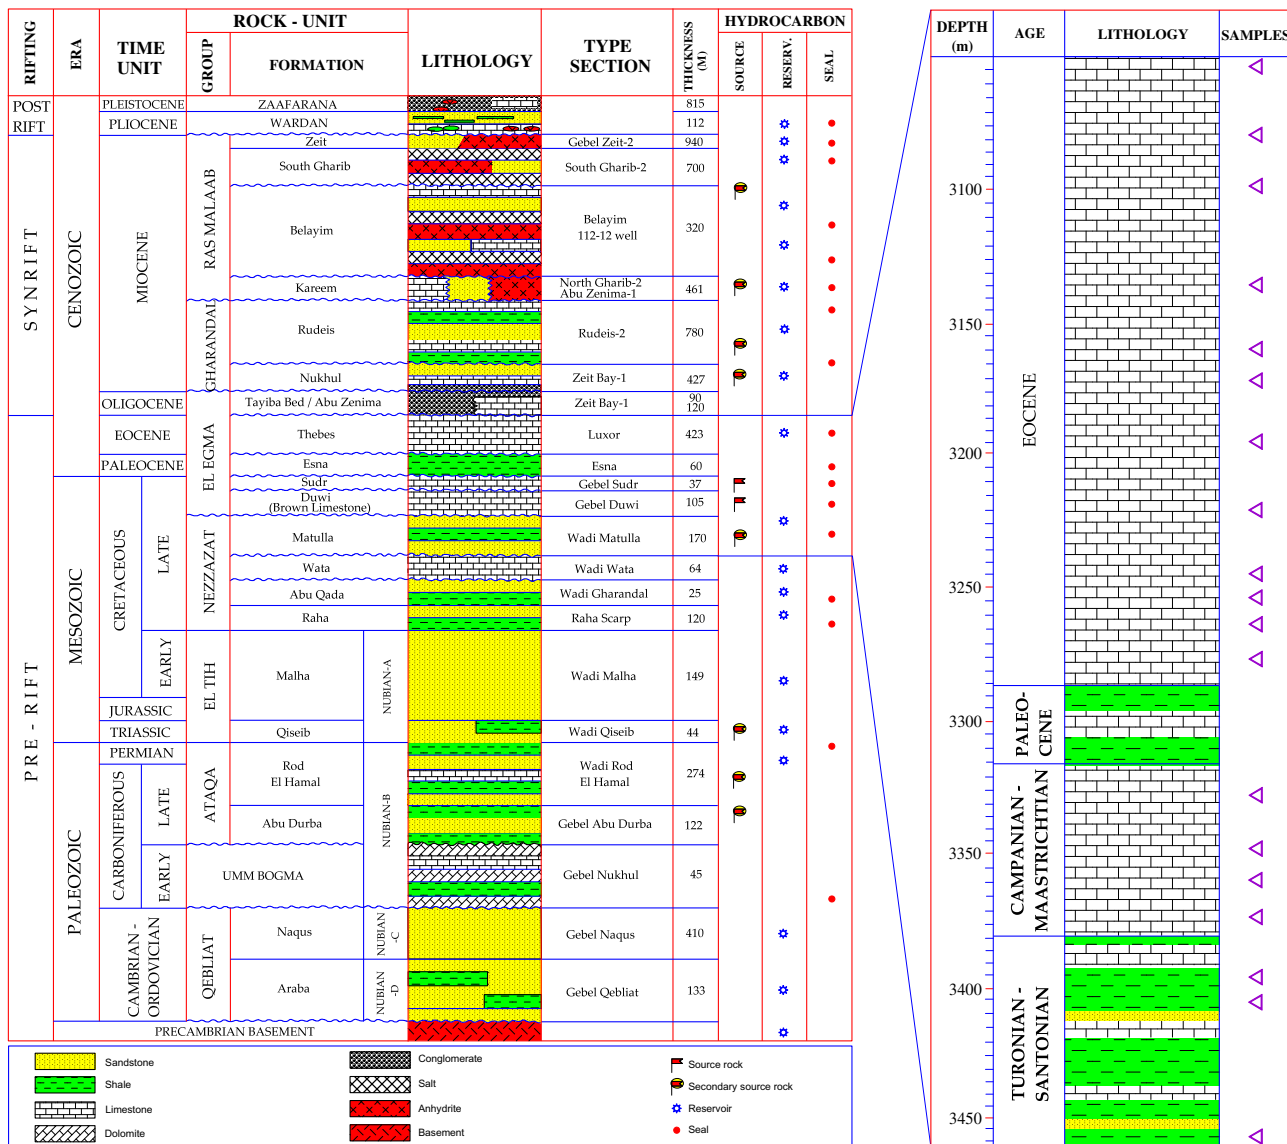 RIFTING
ERA
TIME
UNIT
ROCK - UNIT
GROUP
FORMATION
LITHOLOGY
TYPE
SECTION
THICKNESS
(M)
HYDROCARBON
SOURCE
RESERV.
SEAL
POST
RIFT
SYNRIFT
PRE - RIFT
CENOZOIC
MESOZOIC
PALEOZOIC
PLEISTOCENE
ZAAFARANA
815
PLIOCENE
WARDAN
112
MIOCENE
RAS MALAAB
Zeit
Gebel Zeit-2
940
South Gharib
South Gharib-2
700
Belayim
Belayim
112-12 well
320
Kareem
North Gharib-2
Abu Zenima-1
461
GHARANDAL
Rudeis
Rudeis-2
780
Nukhul
Zeit Bay-1
427
OLIGOCENE
Tayiba Bed / Abu Zenima
Zeit Bay-1
90
120
EOCENE
EL EGMA
Thebes
Luxor
423
PALEOCENE
Esna
Esna
60
CRETACEOUS
LATE
Sudr
Gebel Sudr
37
Duwi
(Brown Limestone)
Gebel Duwi
105
NEZZAZAT
Matulla
Wadi Matulla
170
Wata
Wadi Wata
64
Abu Qada
Wadi Gharandal
25
Raha
Raha Scarp
120
EARLY
EL TIH
Malha
NUBIAN-A
Wadi Malha
149
JURASSIC
TRIASSIC
Qiseib
Wadi Qiseib
44
PERMIAN
CARBONIFEROUS
LATE
ATAQA
Rod
El Hamal
NUBIAN-B
Wadi Rod
El Hamal
274
Abu Durba
Gebel Abu Durba
122
EARLY
UMM BOGMA
Gebel Nukhul
45
CAMBRIAN -
ORDOVICIAN
QEBLIAT
Naqus
NUBIAN
-C
Gebel Naqus
410
Araba
NUBIAN
-D
Gebel Qebliat
133
PRECAMBRIAN BASEMENT
Sandstone
Shale
Limestone
Dolomite
Conglomerate
Salt
Anhydrite
Basement
Source rock
Secondary source rock
Reservoir
Seal
DEPTH
(m)
AGE
LITHOLOGY
SAMPLES
3100
3150
3200
3250
3300
3350
3400
3450
EOCENE
PALEO-
CENE
CAMPANIAN -
MAASTRICHTIAN
TURONIAN -
SANTONIAN